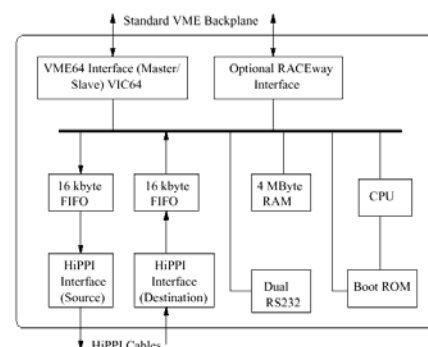 Standard VME Backplane
VME64 Interface (Master/
Slave) VIC64
Optional RACEway
Interface
16 kbyte
FIFO
16 kbyte
FIFO
4 MByte
RAM
CPU
HiPPI
Interface
(Source)
HiPPI
Interface
(Destination)
Dual
RS232
Boot ROM
HiPPI Cables